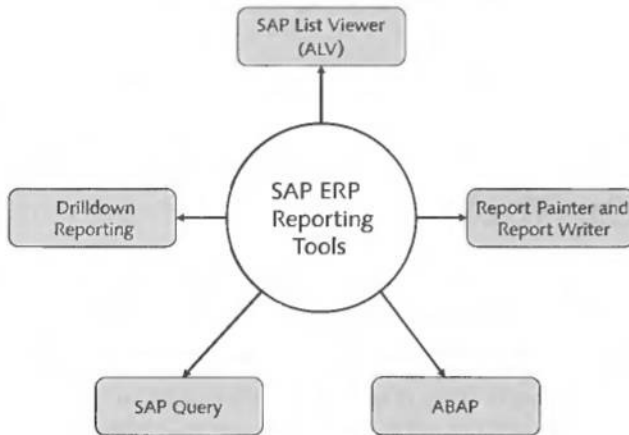 SAP List Viewer
(ALV)
SAP ERP
Reporting
Tools
Drilldown
Reporting
Report Painter and
Report Writer
SAP Query
ABAP